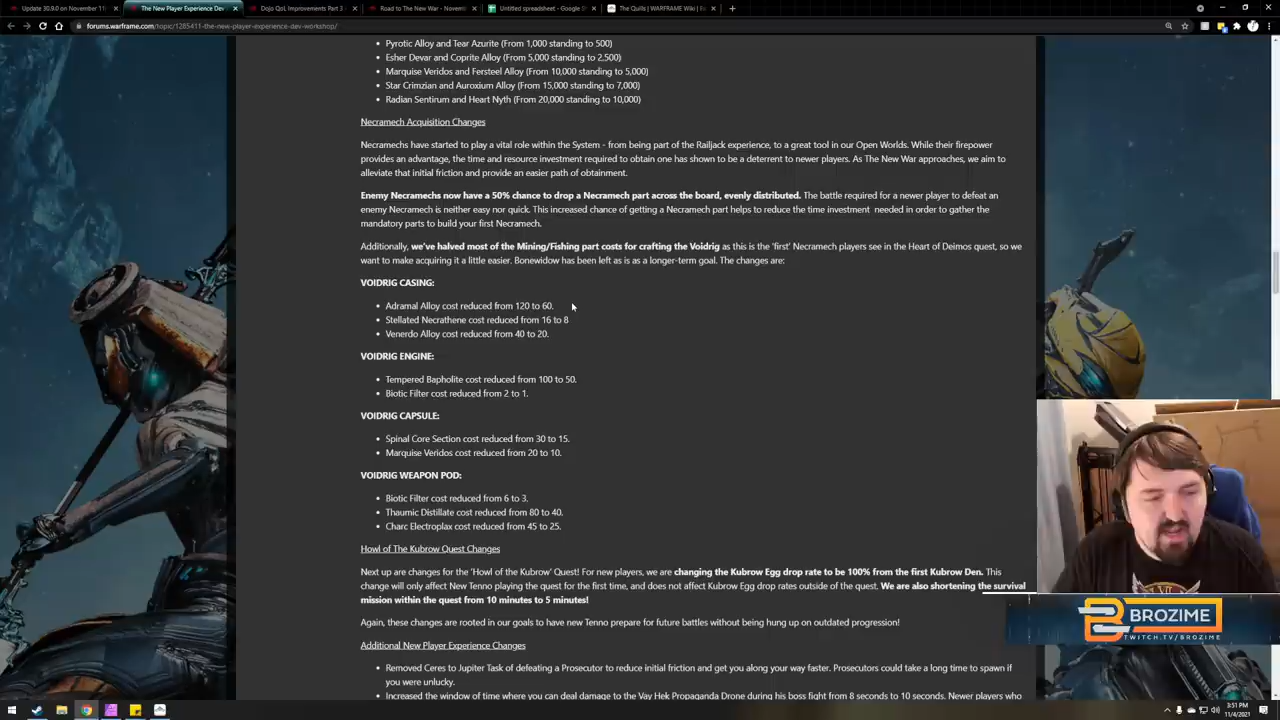 Update 30.9.0 on November 11
The New Player Experience Dev
Dojo QoL Improvements Part 3
Road to The New War - Novem
Untitled spreadsheet - Google S
The Quills | WARFRAME Wiki | Fa
forums.warframe.com/topic/1285411-the-new-player-experience-dev-workshop/
• Pyrotic Alloy and Tear Azurite (From 1,000 standing to 500)
• Esher Devar and Coprite Alloy (From 5,000 standing to 2,500)
• Marquise Veridos and Fersteel Alloy (From 10,000 standing to 5,000)
• Star Crimzian and Auroxium Alloy (From 15,000 standing to 7,000)
• Radian Sentirum and Heart Nyth (From 20,000 standing to 10,000)
Necramech Acquisition Changes
Necramechs have started to play a vital role within the System - from being part of the Railjack experience, to a great tool in our Open Worlds. While their firepower
provides an advantage, the time and resource investment required to obtain one has shown to be a deterrent to newer players. As The New War approaches, we aim to
alleviate that initial friction and provide an easier path of obtainment.
Enemy Necramechs now have a 50% chance to drop a Necramech part across the board, evenly distributed. The battle required for a newer player to defeat an
enemy Necramech is neither easy nor quick. This increased chance of getting a Necramech part helps to reduce the time investment needed in order to gather the
mandatory parts to build your first Necramech.
Additionally, we've halved most of the Mining/Fishing part costs for crafting the Voidrig as this is the 'first' Necramech players see in the Heart of Deimos quest, so we
want to make acquiring it a little easier. Bonewidow has been left as is as a longer-term goal. The changes are:
VOIDRIG CASING:
• Adramal Alloy cost reduced from 120 to 60.
• Stellated Necrathene cost reduced from 16 to 8
• Venerdo Alloy cost reduced from 40 to 20.
VOIDRIG ENGINE:
• Tempered Bapholite cost reduced from 100 to 50.
• Biotic Filter cost reduced from 2 to 1.
VOIDRIG CAPSULE:
• Spinal Core Section cost reduced from 30 to 15.
• Marquise Veridos cost reduced from 20 to 10.
VOIDRIG WEAPON POD:
• Biotic Filter cost reduced from 6 to 3.
• Thaumic Distillate cost reduced from 80 to 40.
• Charc Electroplax cost reduced from 45 to 25.
Howl of The Kubrow Quest Changes
Next up are changes for the 'Howl of the Kubrow' Quest! For new players, we are changing the Kubrow Egg drop rate to be 100% from the first Kubrow Den. This
change will only affect New Tenno playing the quest for the first time, and does not affect Kubrow Egg drop rates outside of the quest. We are also shortening the survival
mission within the quest from 10 minutes to 5 minutes!
Again, these changes are rooted in our goals to have new Tenno prepare for future battles without being hung up on outdated progression!
Additional New Player Experience Changes
• Removed Ceres to Jupiter Task of defeating a Prosecutor to reduce initial friction and get you along your way faster. Prosecutors could take a long time to spawn if
you were unlucky.
• Increased the window of time where you can deal damage to the Vay Hek Propaganda Drone during his boss fight from 8 seconds to 10 seconds. Newer players who
BROZIME
TWITCH.TV/BROZIME
3:51 PM
11/4/2021